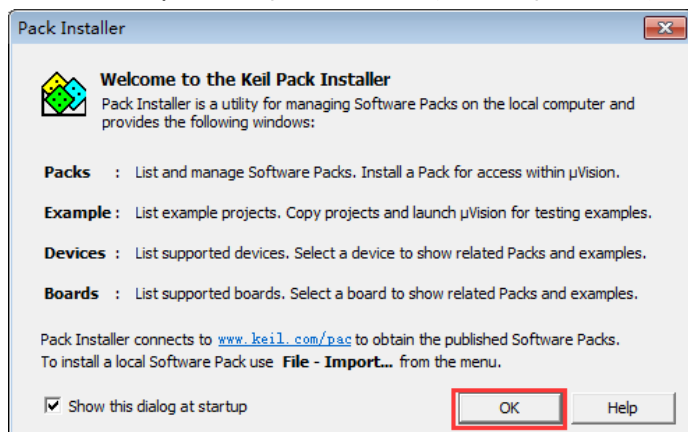 Pack Installer
Welcome to the Keil Pack Installer
Pack Installer is a utility for managing Software Packs on the local computer and
provides the following windows:
Packs : List and manage Software Packs. Install a Pack for access within µVision.
Example : List example projects. Copy projects and launch µVision for testing examples.
Devices : List supported devices. Select a device to show related Packs and examples.
Boards : List supported boards. Select a board to show related Packs and examples.
Pack Installer connects to www.keil.com/pac to obtain the published Software Packs.
To install a local Software Pack use File - Import... from the menu.
Show this dialog at startup
OK
Help